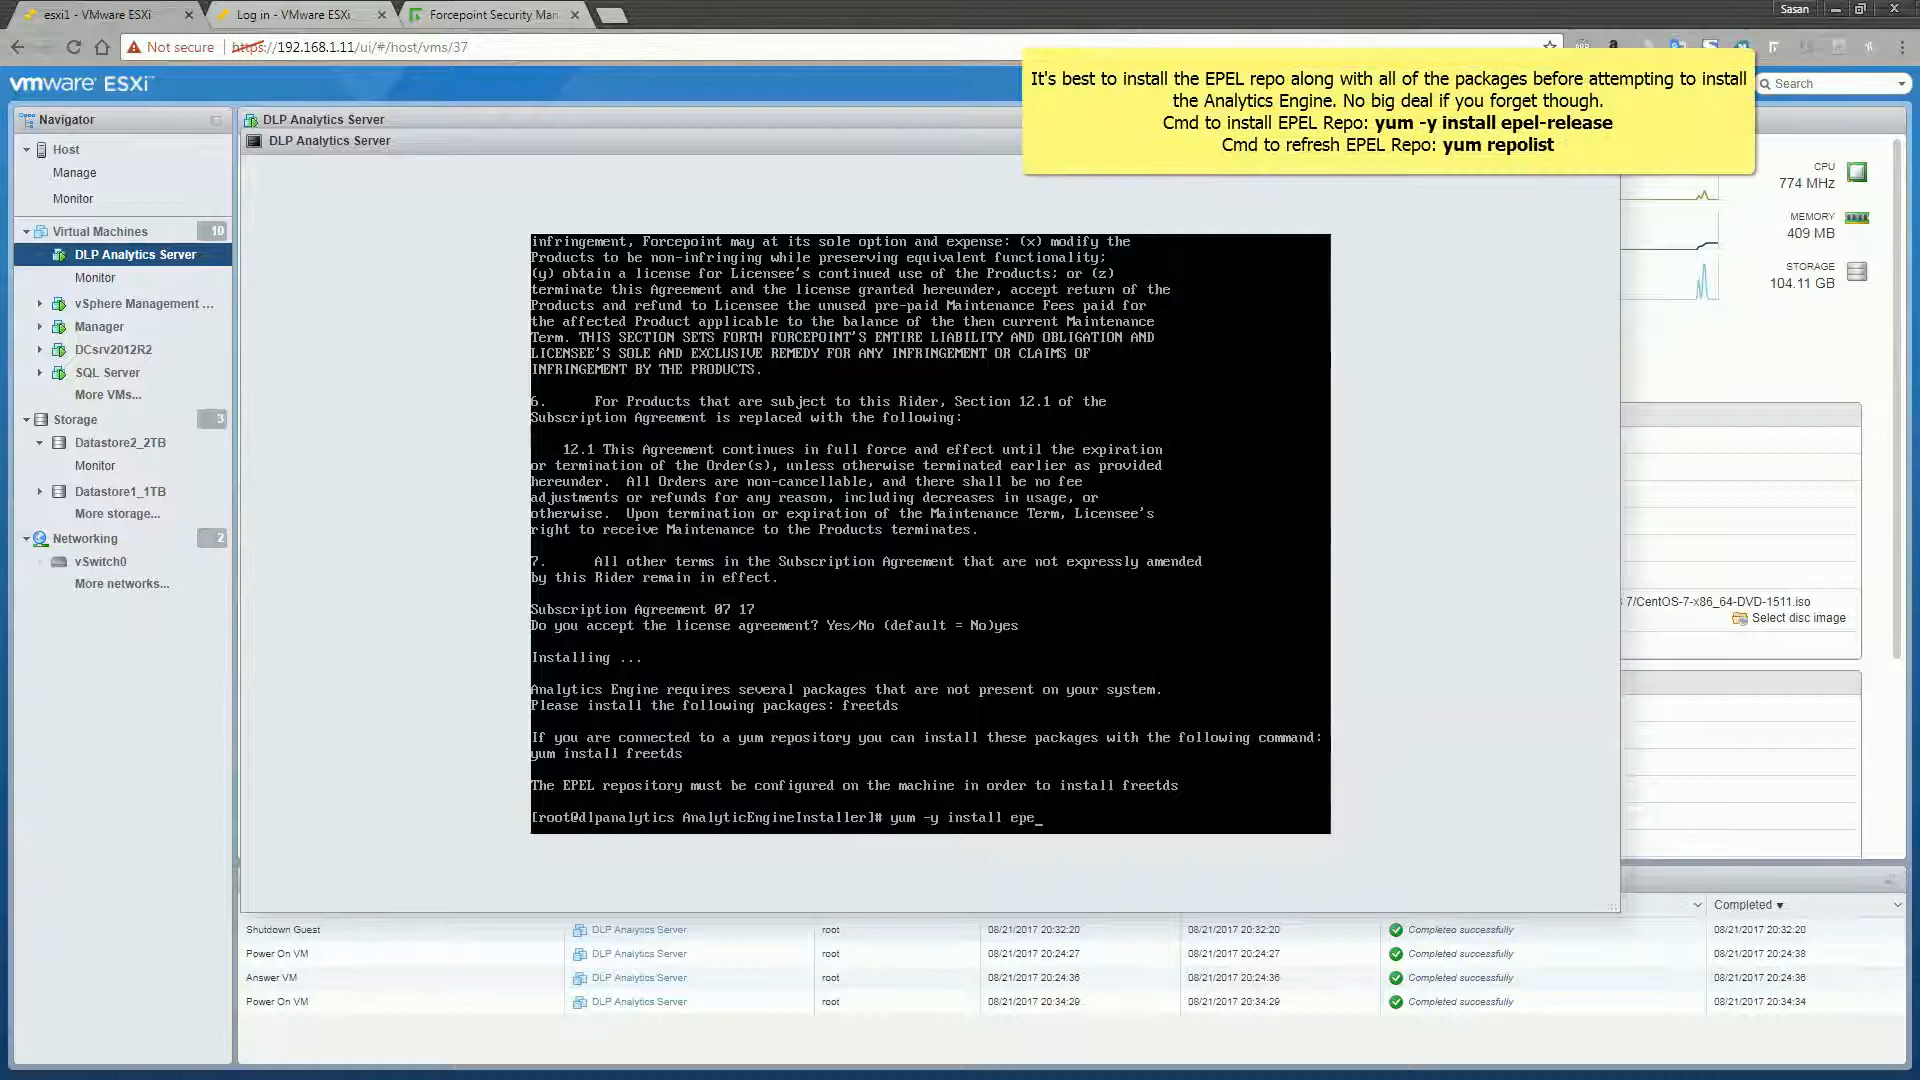 esxi1 - VMware ESXi
Log in - VMware ESXi
Forcepoint Security Man
Sasan
Not secure
https://192.168.1.11/ui/#/host/vms/37
vmware ESXi
Search
It's best to install the EPEL repo along with all of the packages before attempting to install
the Analytics Engine. No big deal if you forget though.
Cmd to install EPEL Repo: yum -y install epel-release
Cmd to refresh EPEL Repo: yum repolist
Navigator
Host
Manage
Monitor
Virtual Machines 10
DLP Analytics Server
Monitor
vSphere Management ...
Manager
DCsrv2012R2
SQL Server
More VMs...
Storage 3
Datastore2_2TB
Monitor
Datastore1_1TB
More storage...
Networking 2
vSwitch0
More networks...
DLP Analytics Server
DLP Analytics Server
infringement, Forcepoint may at its sole option and expense: (x) modify the
Products to be non-infringing while preserving equivalent functionality;
(y) obtain a license for Licensee's continued use of the Products; or (z)
terminate this Agreement and the license granted hereunder, accept return of the
Products and refund to Licensee the unused pre-paid Maintenance Fees paid for
the affected Product applicable to the balance of the then current Maintenance
Term. THIS SECTION SETS FORTH FORCEPOINT'S ENTIRE LIABILITY AND OBLIGATION AND
LICENSEE'S SOLE AND EXCLUSIVE REMEDY FOR ANY INFRINGEMENT OR CLAIMS OF
INFRINGEMENT BY THE PRODUCTS.
6. For Products that are subject to this Rider, Section 12.1 of the
Subscription Agreement is replaced with the following:
12.1 This Agreement continues in full force and effect until the expiration
or termination of the Order(s), unless otherwise terminated earlier as provided
hereunder. All Orders are non-cancellable, and there shall be no fee
adjustments or refunds for any reason, including decreases in usage, or
otherwise. Upon termination or expiration of the Maintenance Term, Licensee's
right to receive Maintenance to the Products terminates.
7. All other terms in the Subscription Agreement that are not expressly amended
by this Rider remain in effect.
Subscription Agreement 07 17
Do you accept the license agreement? Yes/No (default = No)yes
Installing ...
Analytics Engine requires several packages that are not present on your system.
Please install the following packages: freetds
If you are connected to a yum repository you can install these packages with the following command:
yum install freetds
The EPEL repository must be configured on the machine in order to install freetds
[root@dlpanalytics AnalyticEngineInstaller]# yum -y install epe_
CPU
774 MHz
MEMORY
409 MB
STORAGE
104.11 GB
7/CentOS-7-x86_64-DVD-1511.iso
Select disc image
Completed ▼
Shutdown Guest DLP Analytics Server root 08/21/2017 20:32:20 08/21/2017 20:32:20 Completed successfully 08/21/2017 20:32:20
Power On VM DLP Analytics Server root 08/21/2017 20:24:27 08/21/2017 20:24:27 Completed successfully 08/21/2017 20:24:38
Answer VM DLP Analytics Server root 08/21/2017 20:24:36 08/21/2017 20:24:36 Completed successfully 08/21/2017 20:24:36
Power On VM DLP Analytics Server root 08/21/2017 20:34:29 08/21/2017 20:34:29 Completed successfully 08/21/2017 20:34:34